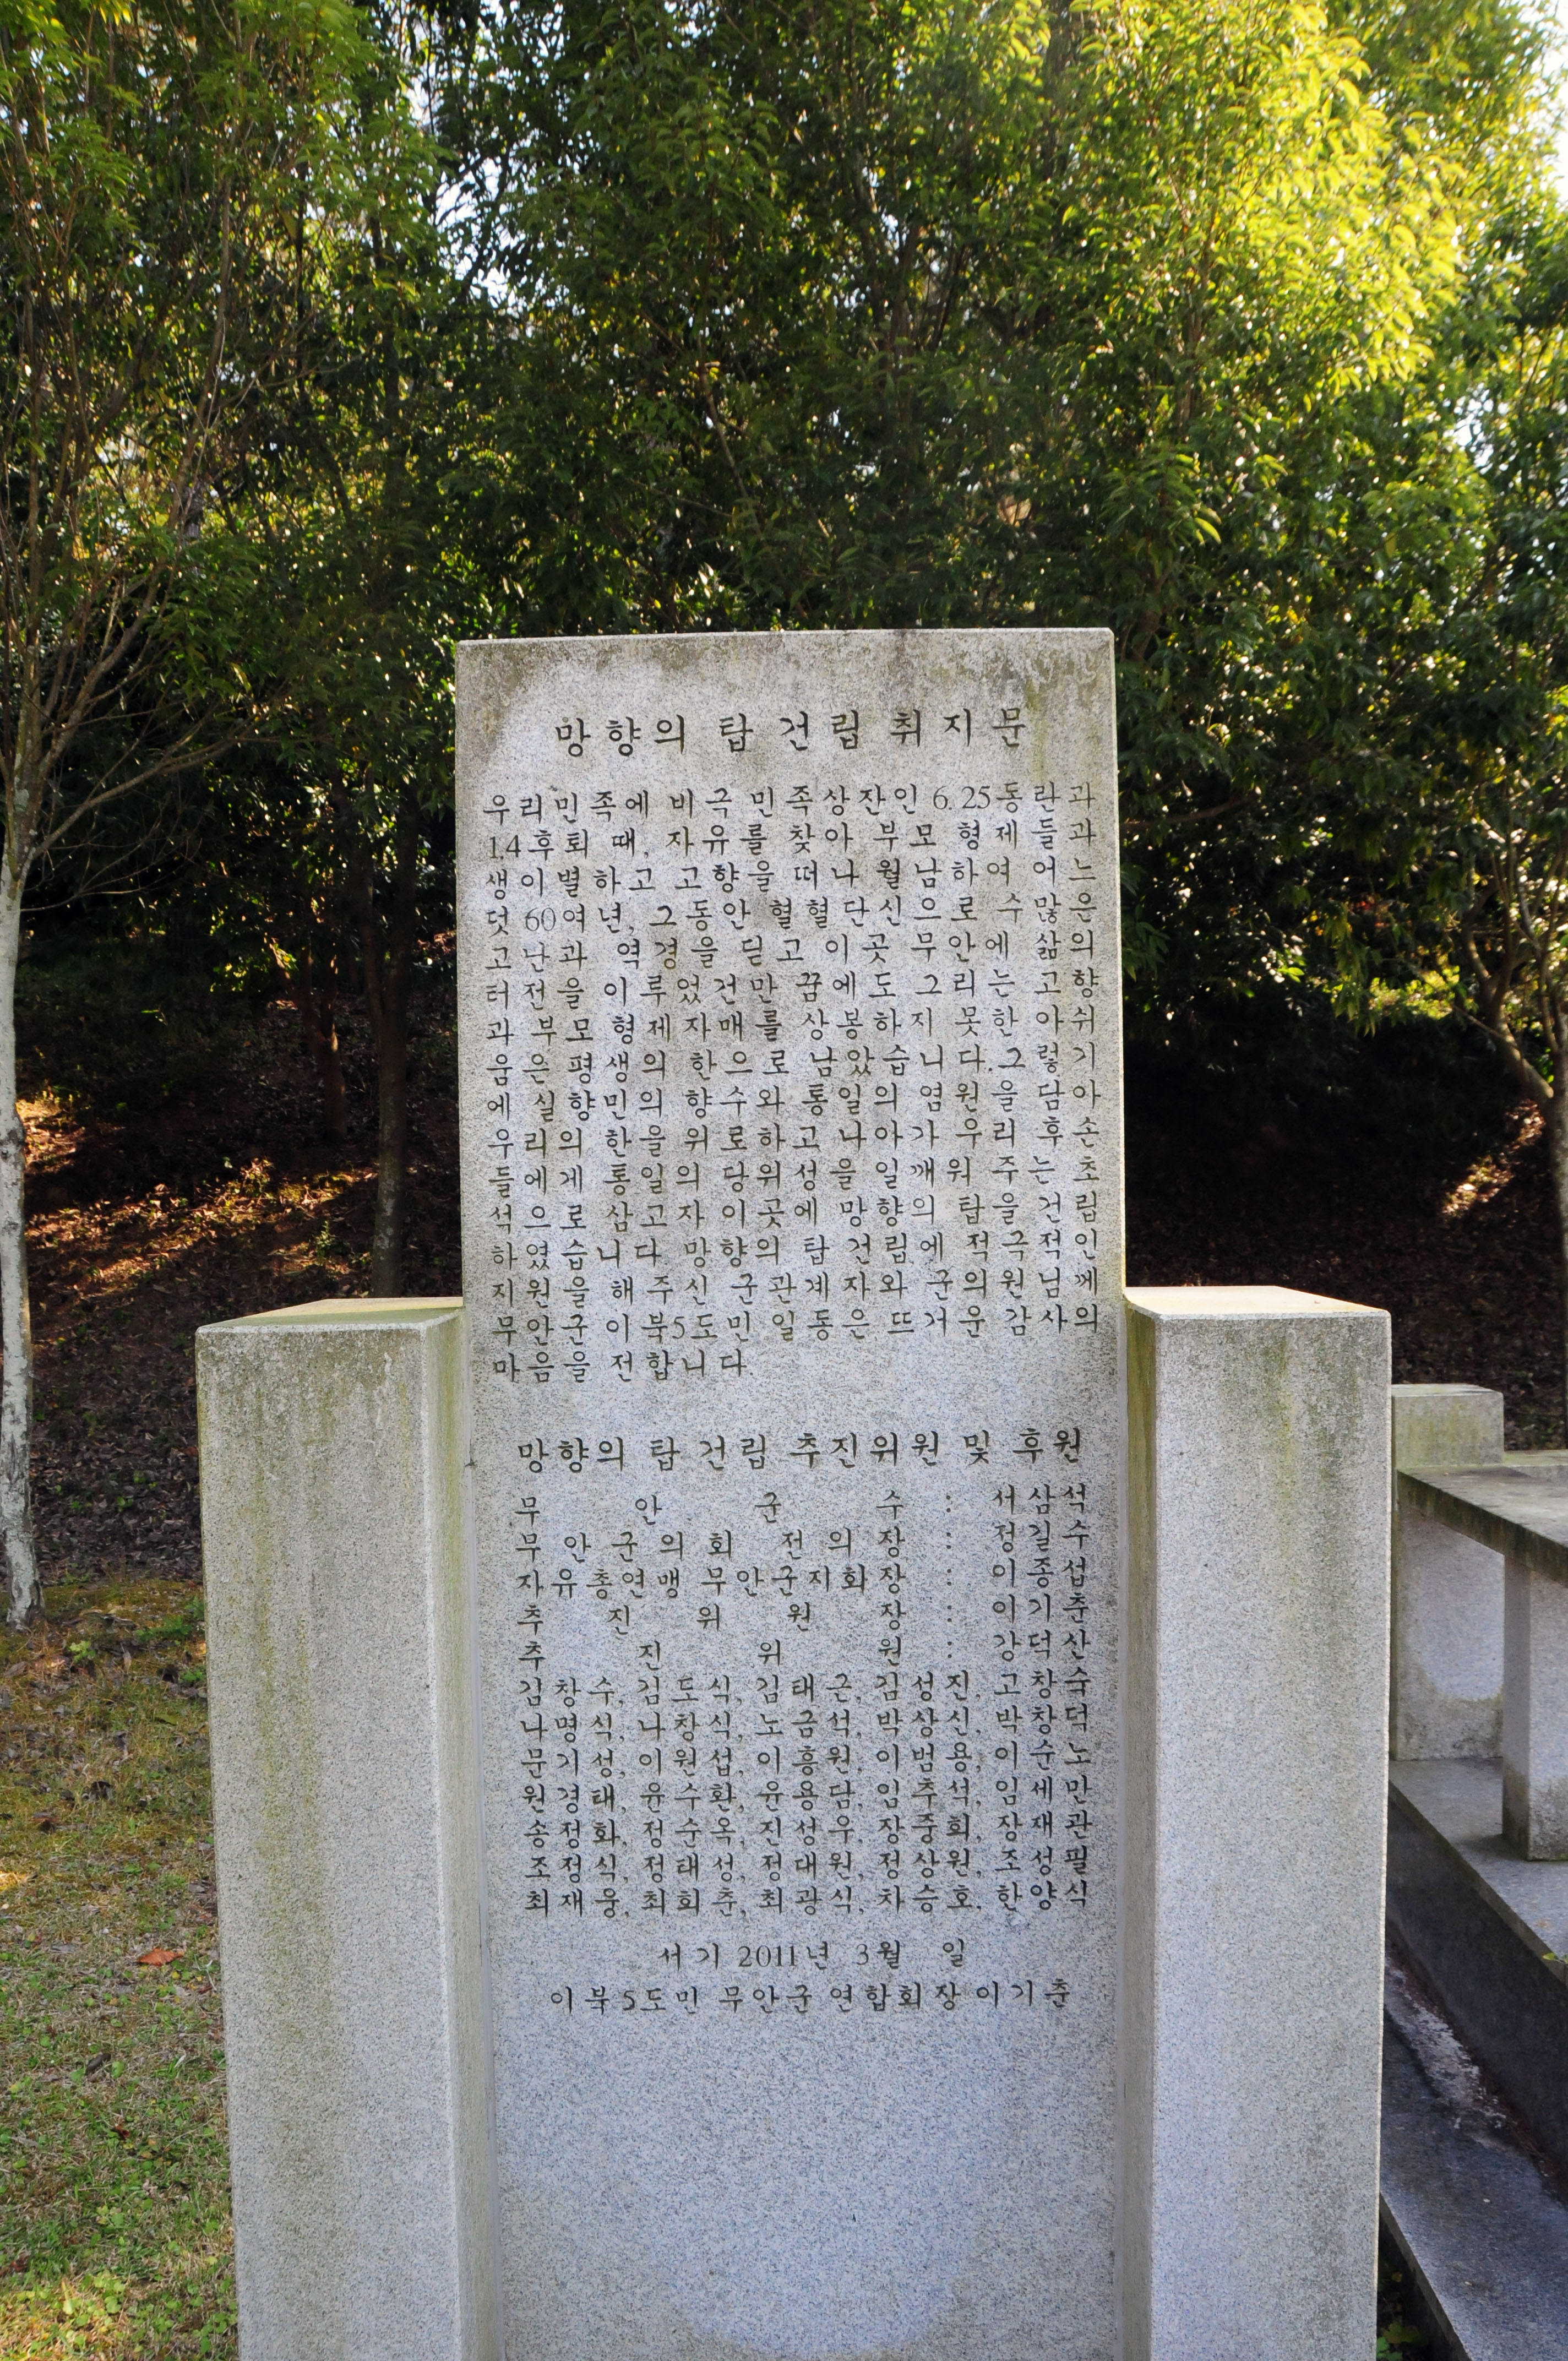 망향의 탑 건립 취지문
우리민족에 비극 민족상잔인 6.25동란과
1.4후퇴 때, 자유를 찾아 부모 형제들과
생이별하고 고향을 떠나 월남하여 어느
덧 60여년, 그동안 혈혈단신으로 수많은
고난과 역경을 딛고 이곳 무안에 삶의
터전을 이루었건만 꿈에도 그리는 고향
과 부모형제자매를 상봉하지 못한 아쉬
움은 평생의 한으로 남았습니다.그렇기
에 실향민의 향수와 통일의 염원을 담아
우리의 한을 위로하고 나아가 우리 후손
들에게 통일의 당위성을 일깨워 주는 초
석으로 삼고자 이곳에 망향의 탑을 건립
하였습니다. 망향의 탑 건립에 적극적인
지원을 해주신 군관계자와 군의원님께
무안군 이북5도민 일동은 뜨거운 감사의
마음을 전합니다.
망향의 탑 건립 추진위원 및 후원
무안군수 : 서삼석
무안군의회 전의장 : 정길수
자유총연맹 무안군지회장 : 이종섭
추진위원장 : 이기춘
추진위원 : 강덕산
김창수, 김도식, 김태근, 김성진, 고창숙
나명식, 나창식, 노금석, 박상신, 박창덕
문기성, 이원섭, 이흥원, 이범용, 이순노
원경태, 윤수환, 윤용담, 임추석, 임세만
송정화, 정순옥, 진성우, 장중희, 장재관
조정식, 정태성, 정대원, 정상원, 조성필
최재웅, 최회춘, 최광식, 차승호, 한양식
서기 2011년 3월 일
이북5도민 무안군 연합회장 이기춘